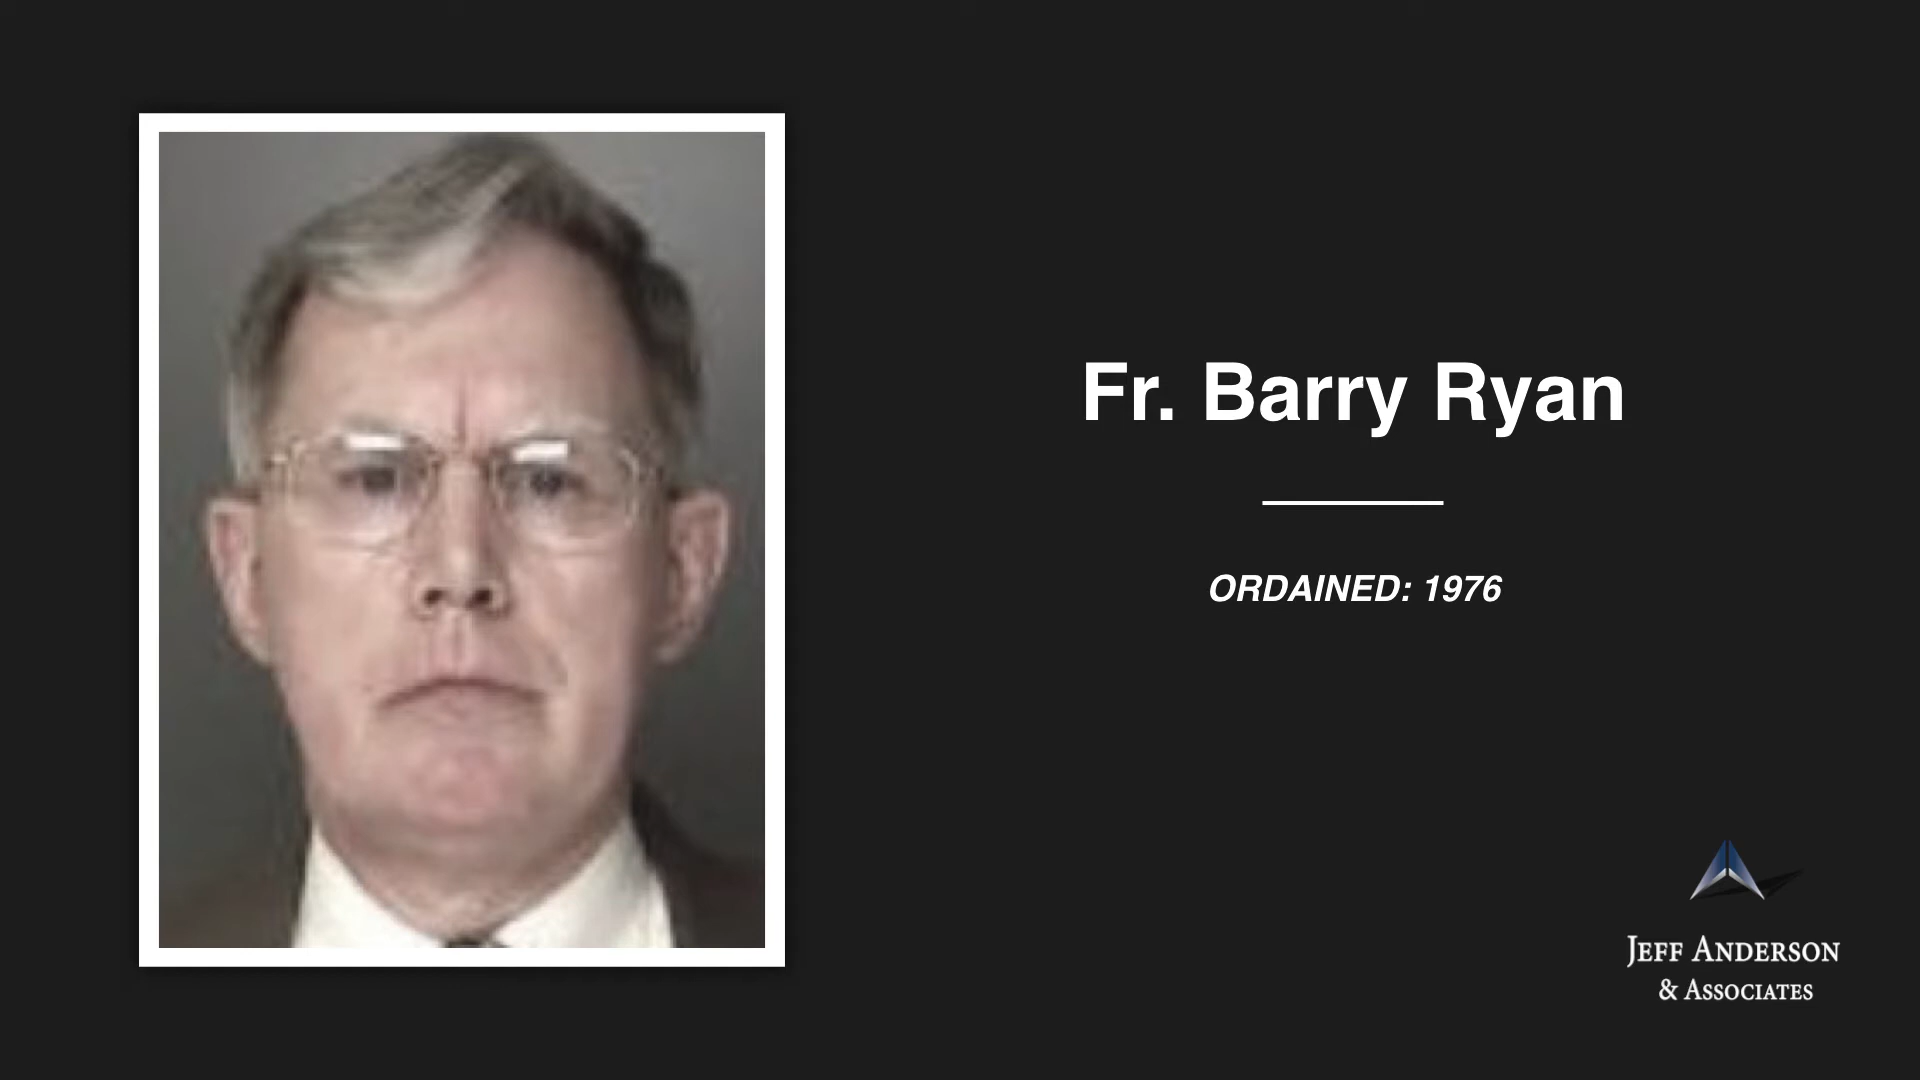 Fr. Barry Ryan
ORDAINED: 1976
JEFF ANDERSON
& ASSOCIATES